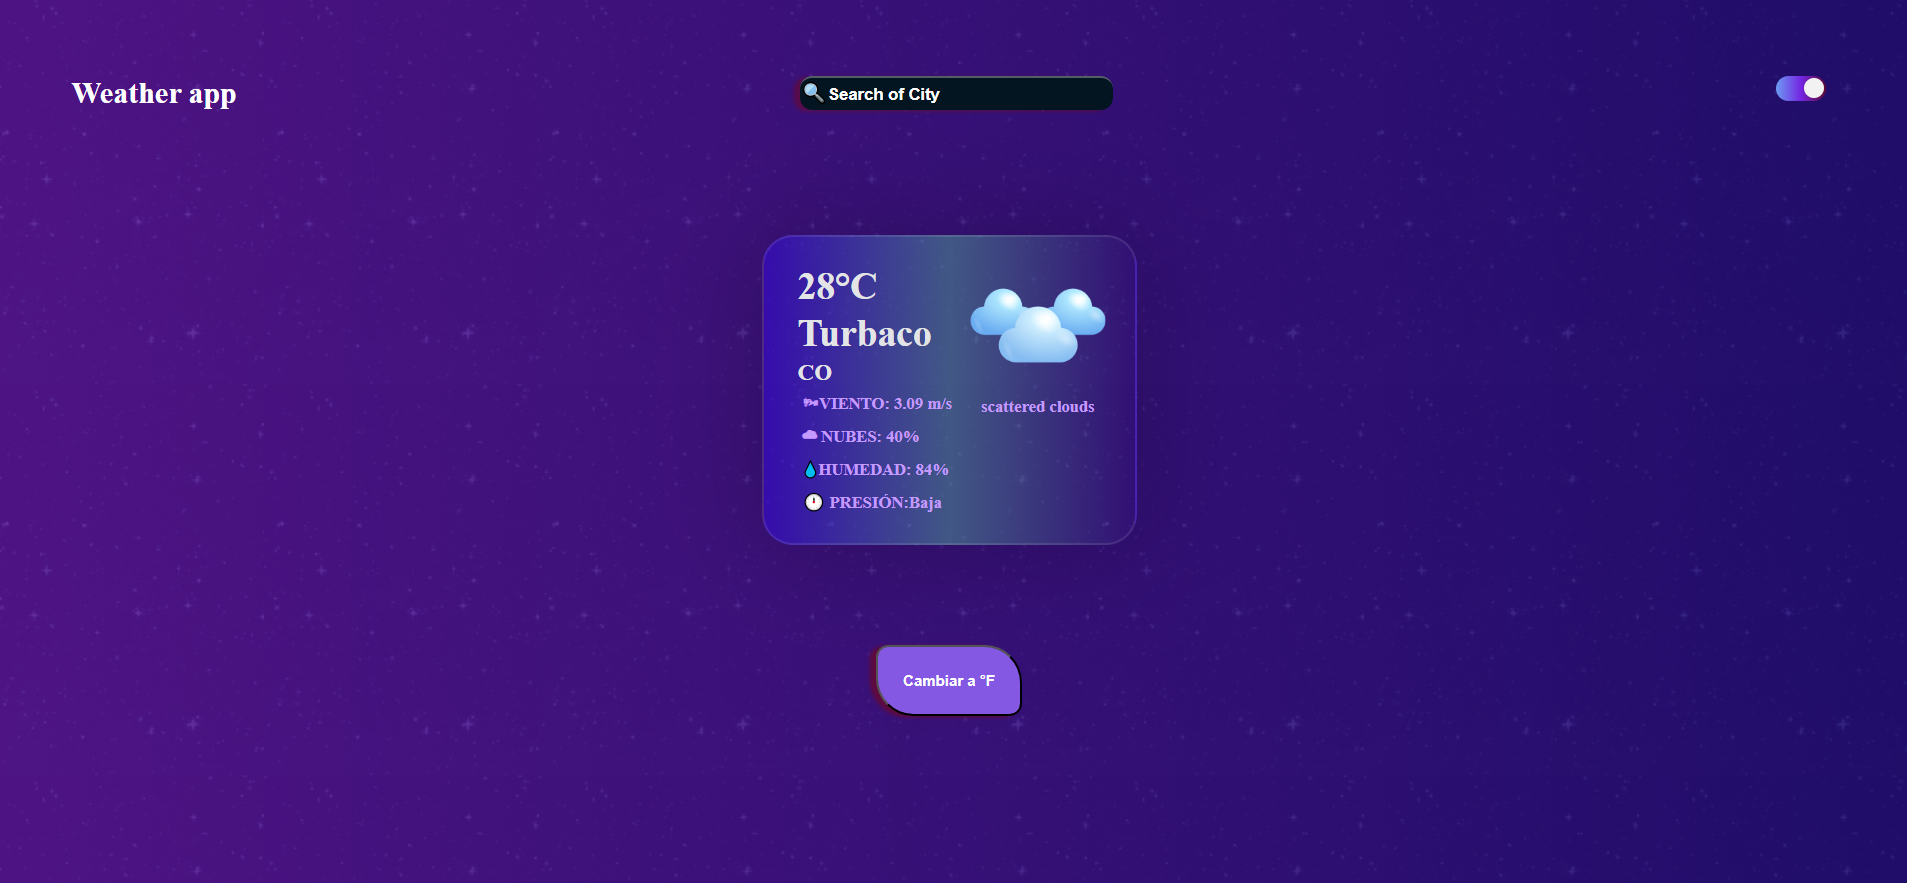 Weather app
🔍 Search of City
28°C
Turbaco
CO
VIENTO: 3.09 m/s
scattered clouds
NUBES: 40%
HUMEDAD: 84%
PRESIÓN:Baja
Cambiar a °F